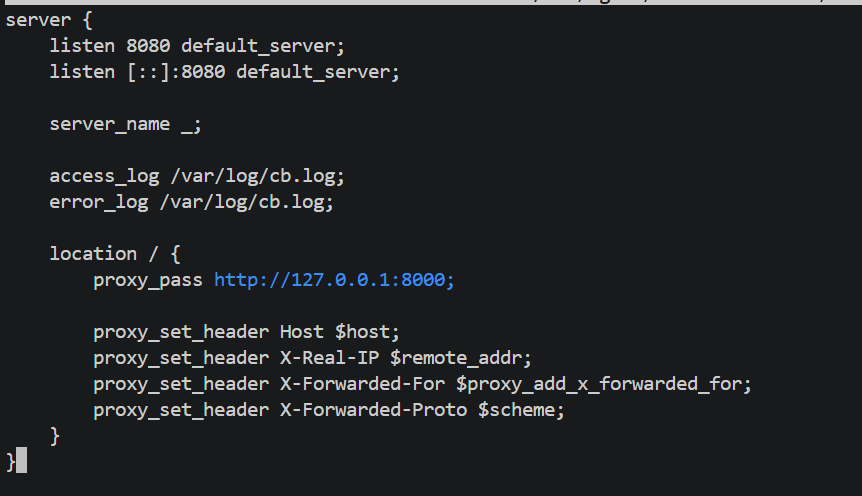 server {
    listen 8080 default_server;
    listen [::]:8080 default_server;

    server_name _;

    access_log /var/log/cb.log;
    error_log /var/log/cb.log;

    location / {
        proxy_pass http://127.0.0.1:8000;

        proxy_set_header Host $host;
        proxy_set_header X-Real-IP $remote_addr;
        proxy_set_header X-Forwarded-For $proxy_add_x_forwarded_for;
        proxy_set_header X-Forwarded-Proto $scheme;
    }
}